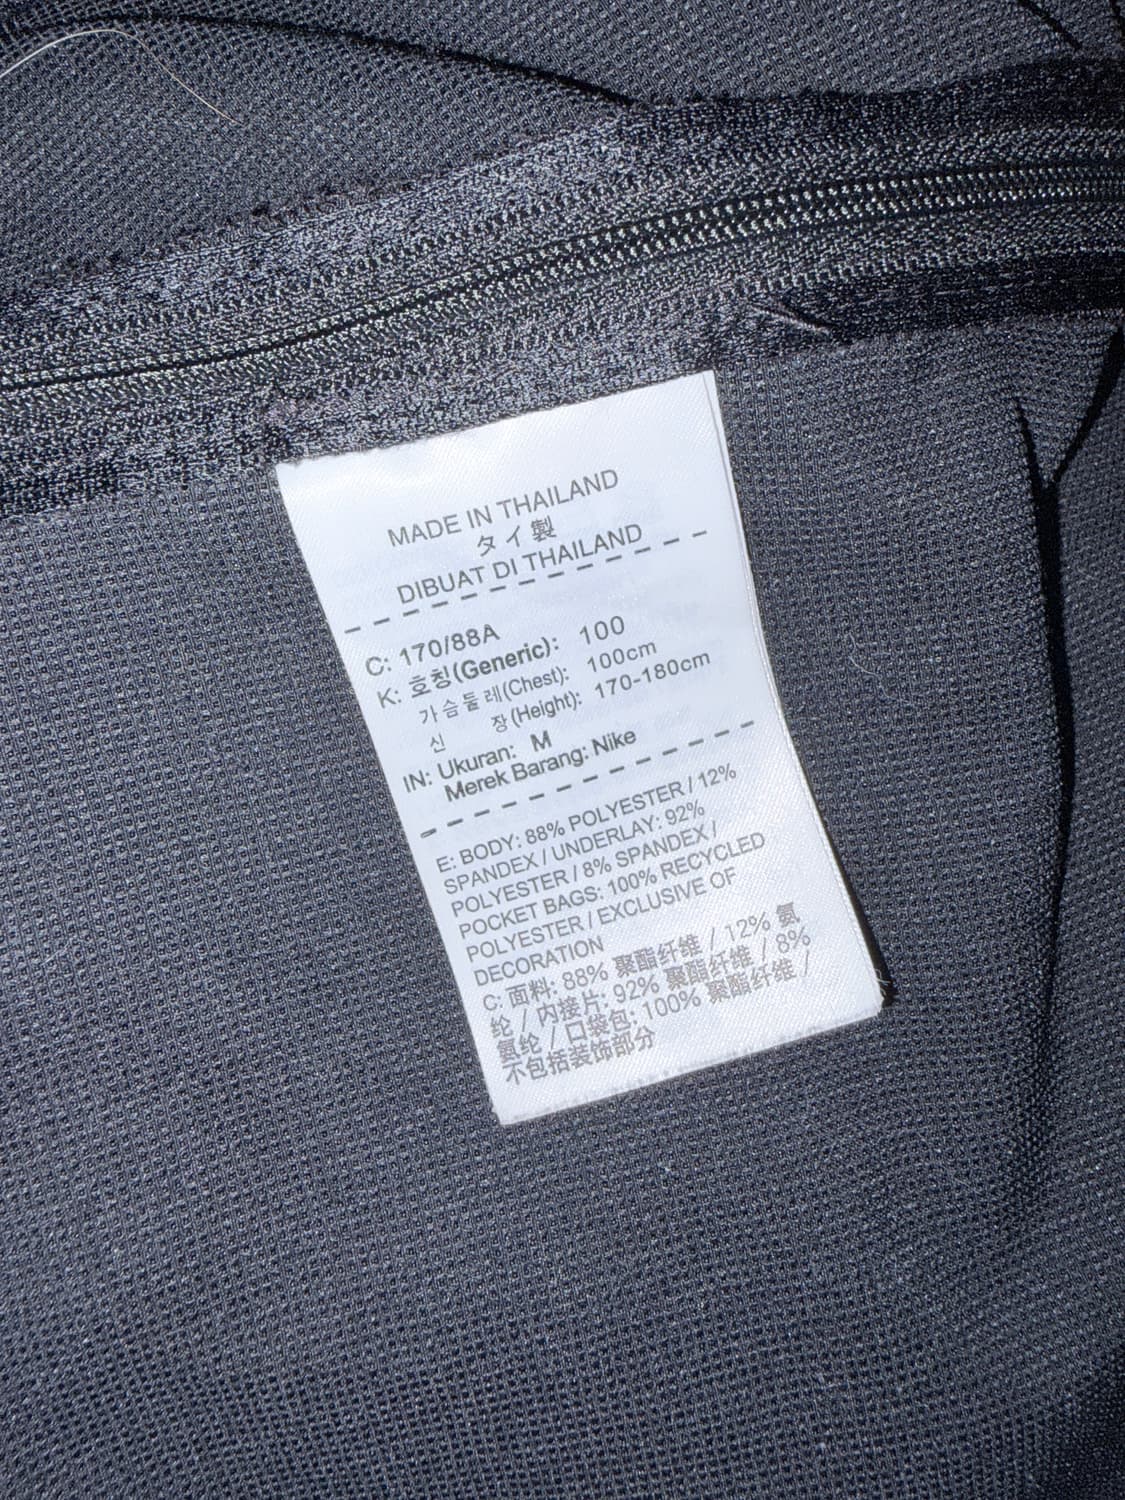 MADE IN THAILAND
タイ製
DIBUAT DI THAILAND
C: 170/88A
K: 호칭(Generic): 100
가슴둘레(Chest): 100cm
신 장(Height): 170-180cm
IN: Ukuran: M
Merek Barang: Nike
E: BODY: 88% POLYESTER / 12%
SPANDEX / UNDERLAY: 92%
POLYESTER / 8% SPANDEX /
POCKET BAGS: 100% RECYCLED
POLYESTER / EXCLUSIVE OF
DECORATION
C: 面料: 88% 聚酯纤维 / 12% 氨
纶 / 内接片: 92% 聚酯纤维 / 8%
氨纶 / 口袋包: 100% 聚酯纤维 /
不包括装饰部分